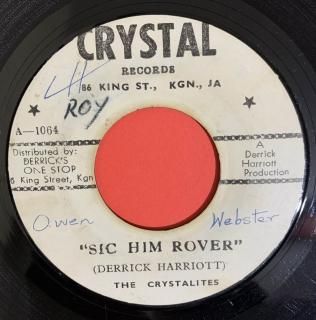 CRYSTAL
RECORDS
86 KING ST., KGN., JA
ROY
A-1064
Distributed by:
DERRICK'S
ONE STOP
6 King Street, Kgn
A
Derrick
Harriott
Production
Owen Webster
"SIC HIM ROVER"
(DERRICK HARRIOTT)
THE CRYSTALITES